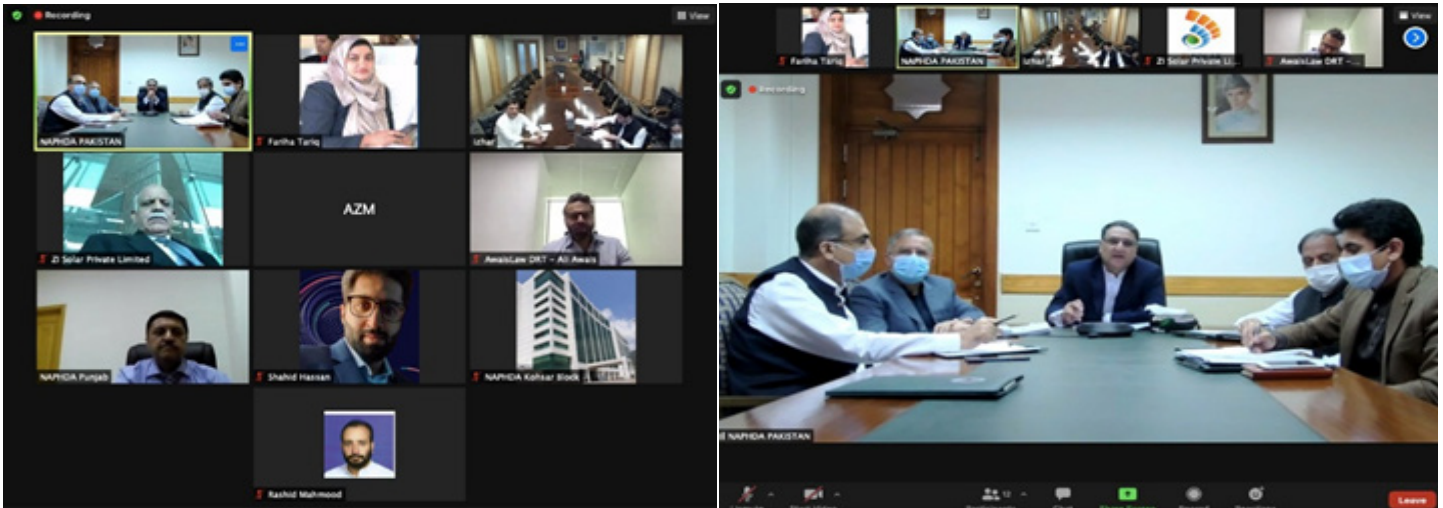 Recording
View
NAPHDA PAKISTAN
Fariha Tariq
Izhar
Zi Solar Private Limited
AZM
AwaisLaw DRT - Ali Awais
NAPHDA Punjab
Shahid Hassan
NAPHDA Kohsar Block
Rashid Mahmood
View
Fariha Tariq
NAPHDA PAKISTAN
Izhar
Zi Solar Private Li...
AwaisLaw DRT - ...
Recording
NAPHDA PAKISTAN
12
Leave